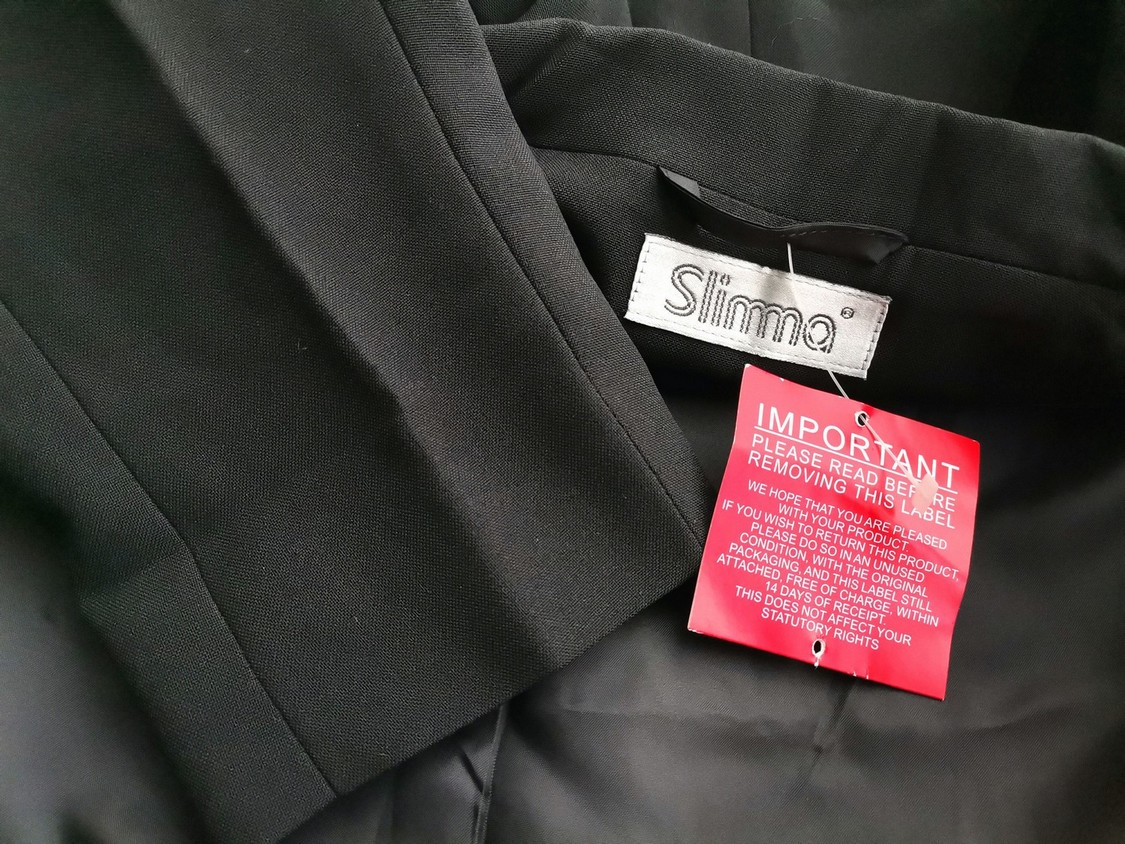 Slimma®
IMPORTANT
PLEASE READ BEFORE
REMOVING THIS LABEL
WE HOPE THAT YOU ARE PLEASED
WITH YOUR PRODUCT.
IF YOU WISH TO RETURN THIS PRODUCT,
PLEASE DO SO IN AN UNUSED
CONDITION, WITH THE ORIGINAL
PACKAGING, AND THIS LABEL STILL
ATTACHED, FREE OF CHARGE, WITHIN
14 DAYS OF RECEIPT.
THIS DOES NOT AFFECT YOUR
STATUTORY RIGHTS